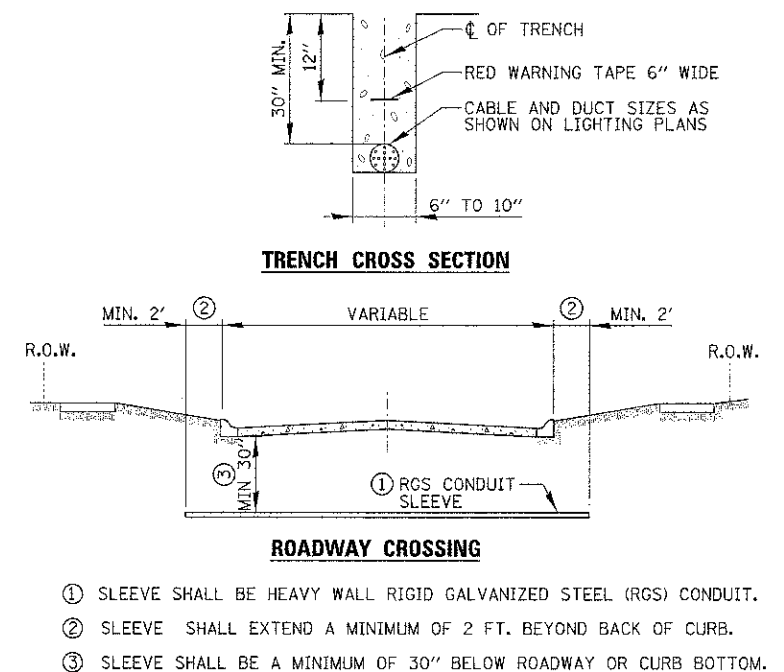 30" MIN.
12"
℄ OF TRENCH
RED WARNING TAPE 6" WIDE
CABLE AND DUCT SIZES AS
SHOWN ON LIGHTING PLANS
6" TO 10"
TRENCH CROSS SECTION
MIN. 2' ② VARIABLE ② MIN. 2'
R.O.W. R.O.W.
③ MIN 30"
① RGS CONDUIT
SLEEVE
ROADWAY CROSSING
① SLEEVE SHALL BE HEAVY WALL RIGID GALVANIZED STEEL (RGS) CONDUIT.
② SLEEVE SHALL EXTEND A MINIMUM OF 2 FT. BEYOND BACK OF CURB.
③ SLEEVE SHALL BE A MINIMUM OF 30" BELOW ROADWAY OR CURB BOTTOM.